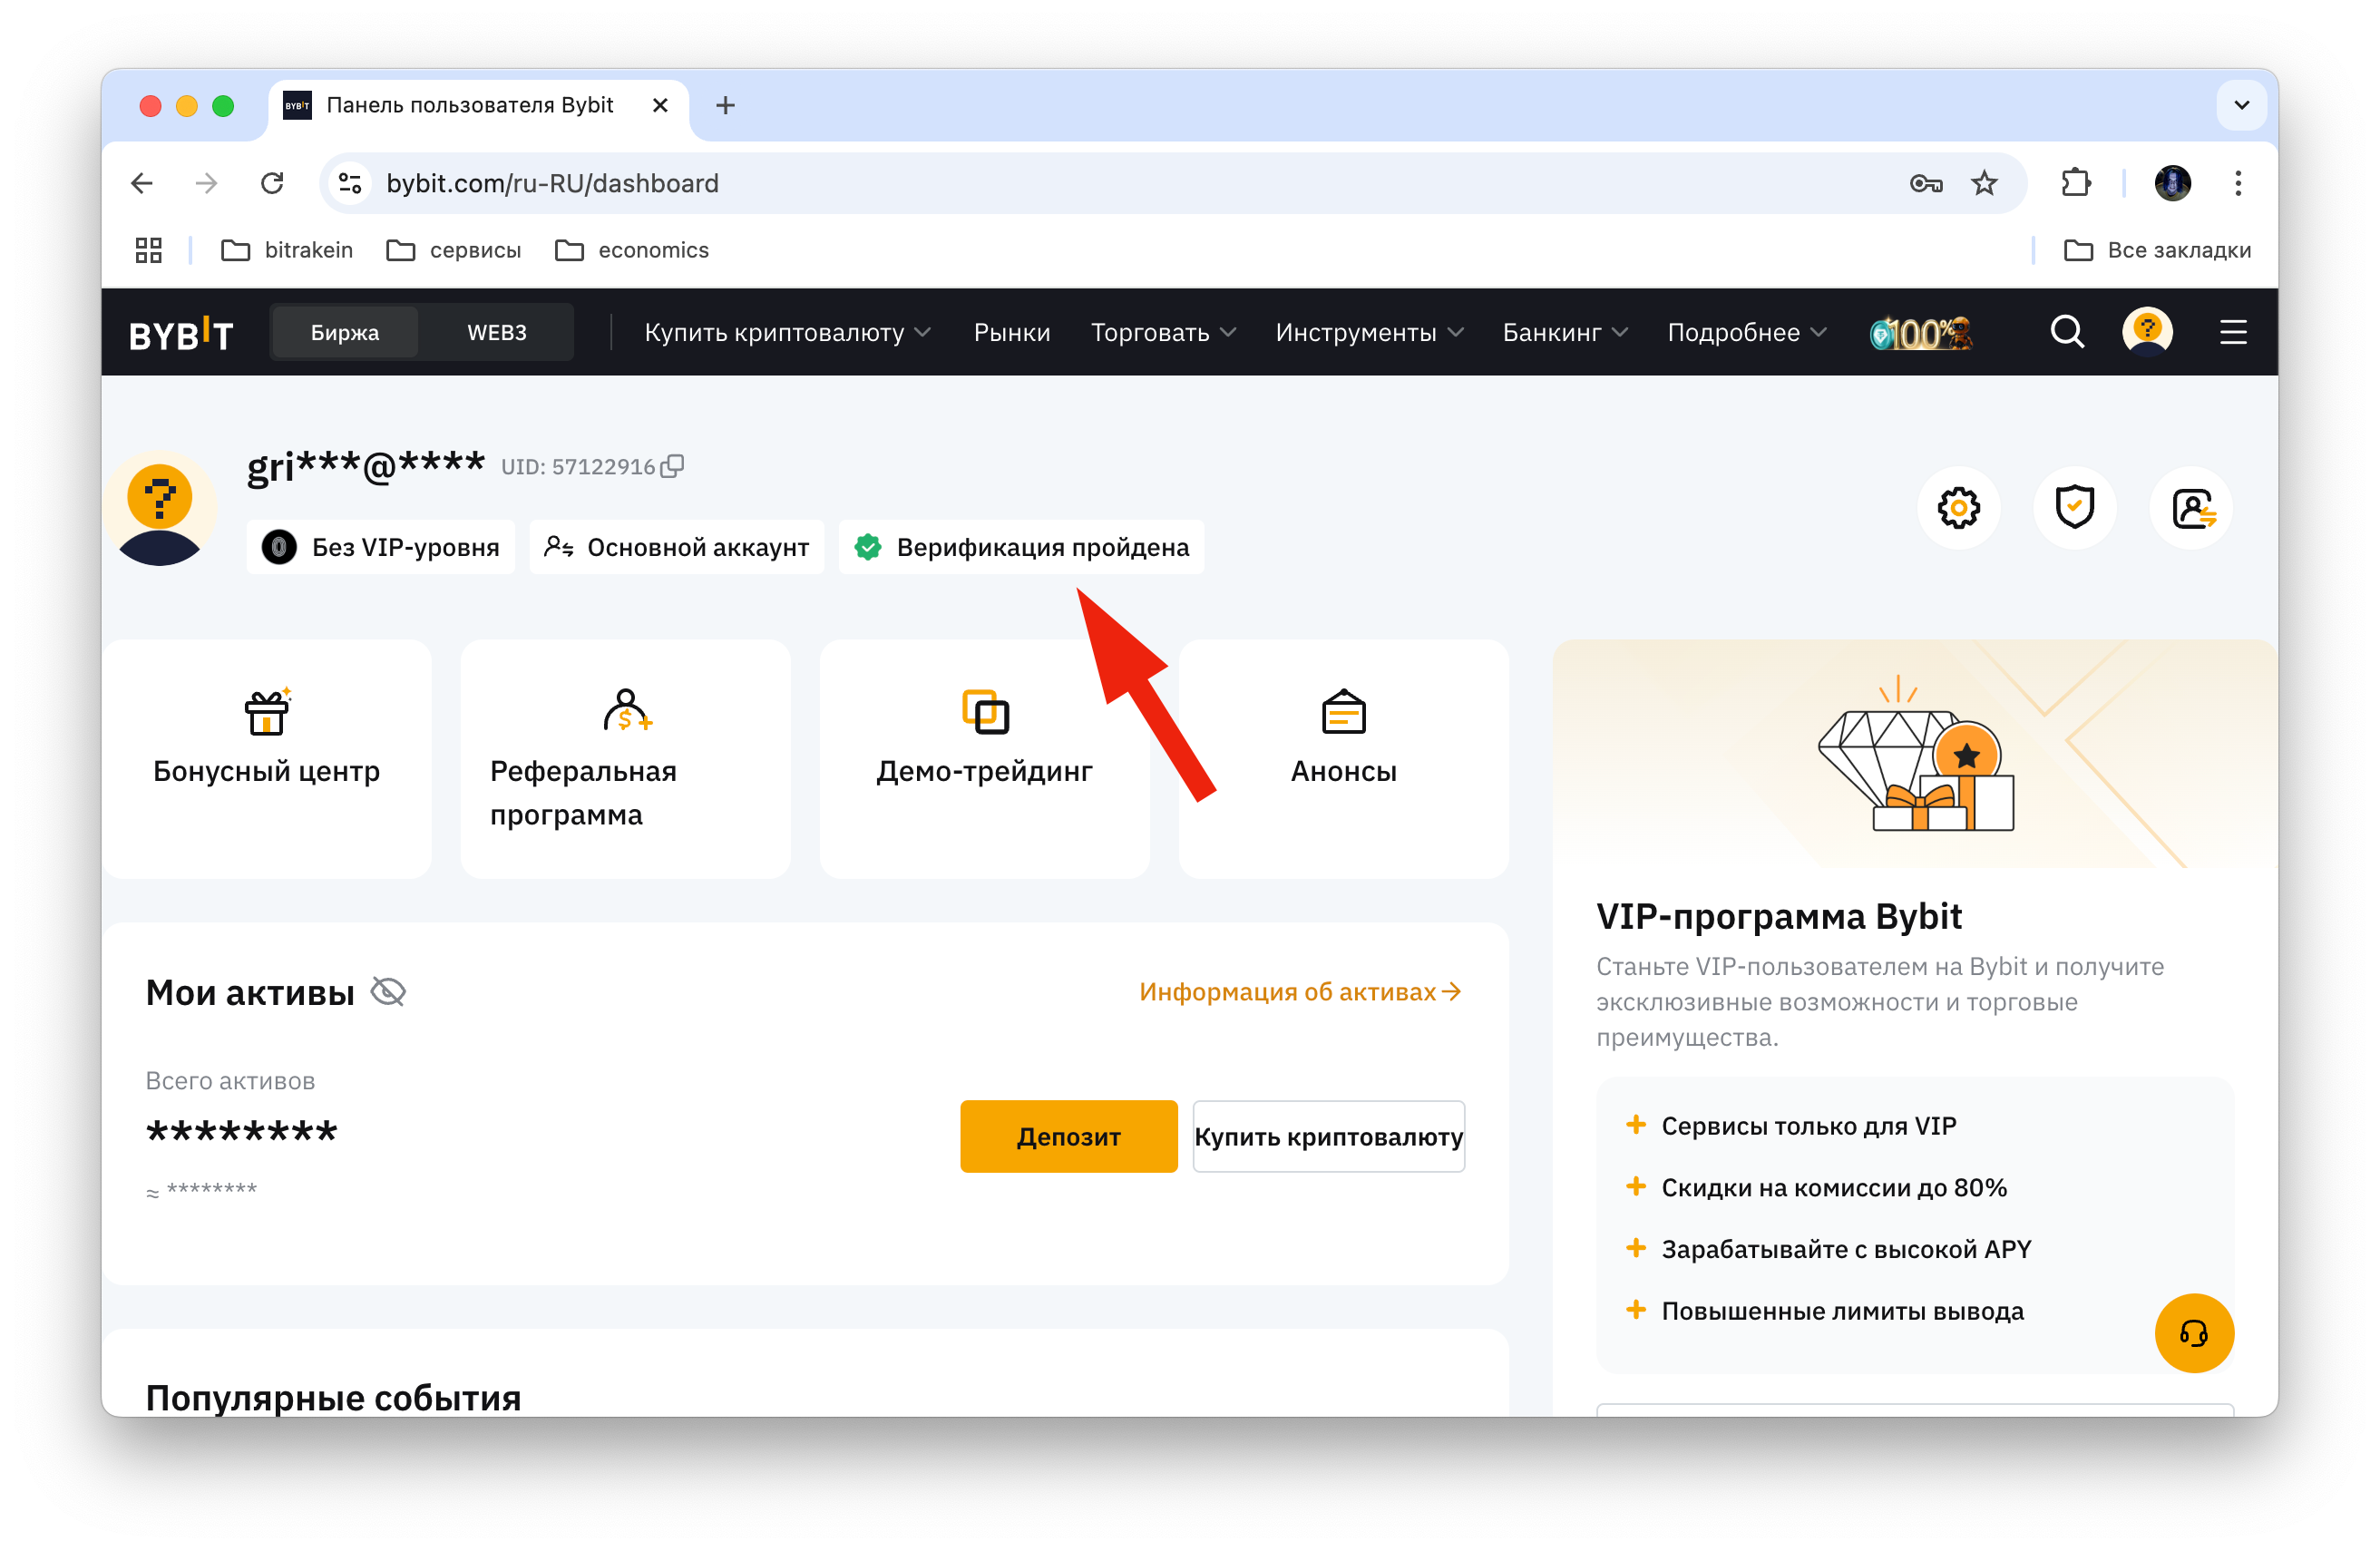 BYBIT Панель пользователя Bybit
bybit.com/ru-RU/dashboard
bitrakein сервисы economics Все закладки
BYBIT Биржа WEB3 Купить криптовалюту Рынки Торговать Инструменты Банкинг Подробнее 100%
gri***@**** UID: 57122916
0 Без VIP-уровня Основной аккаунт Верификация пройдена
Бонусный центр
Реферальная
программа
Демо-трейдинг
Анонсы
Мои активы Информация об активах
Всего активов
********
≈ ********
Депозит Купить криптовалюту
Популярные события
VIP-программа Bybit
Станьте VIP-пользователем на Bybit и получите
эксклюзивные возможности и торговые
преимущества.
Сервисы только для VIP
Скидки на комиссии до 80%
Зарабатывайте с высокой APY
Повышенные лимиты вывода